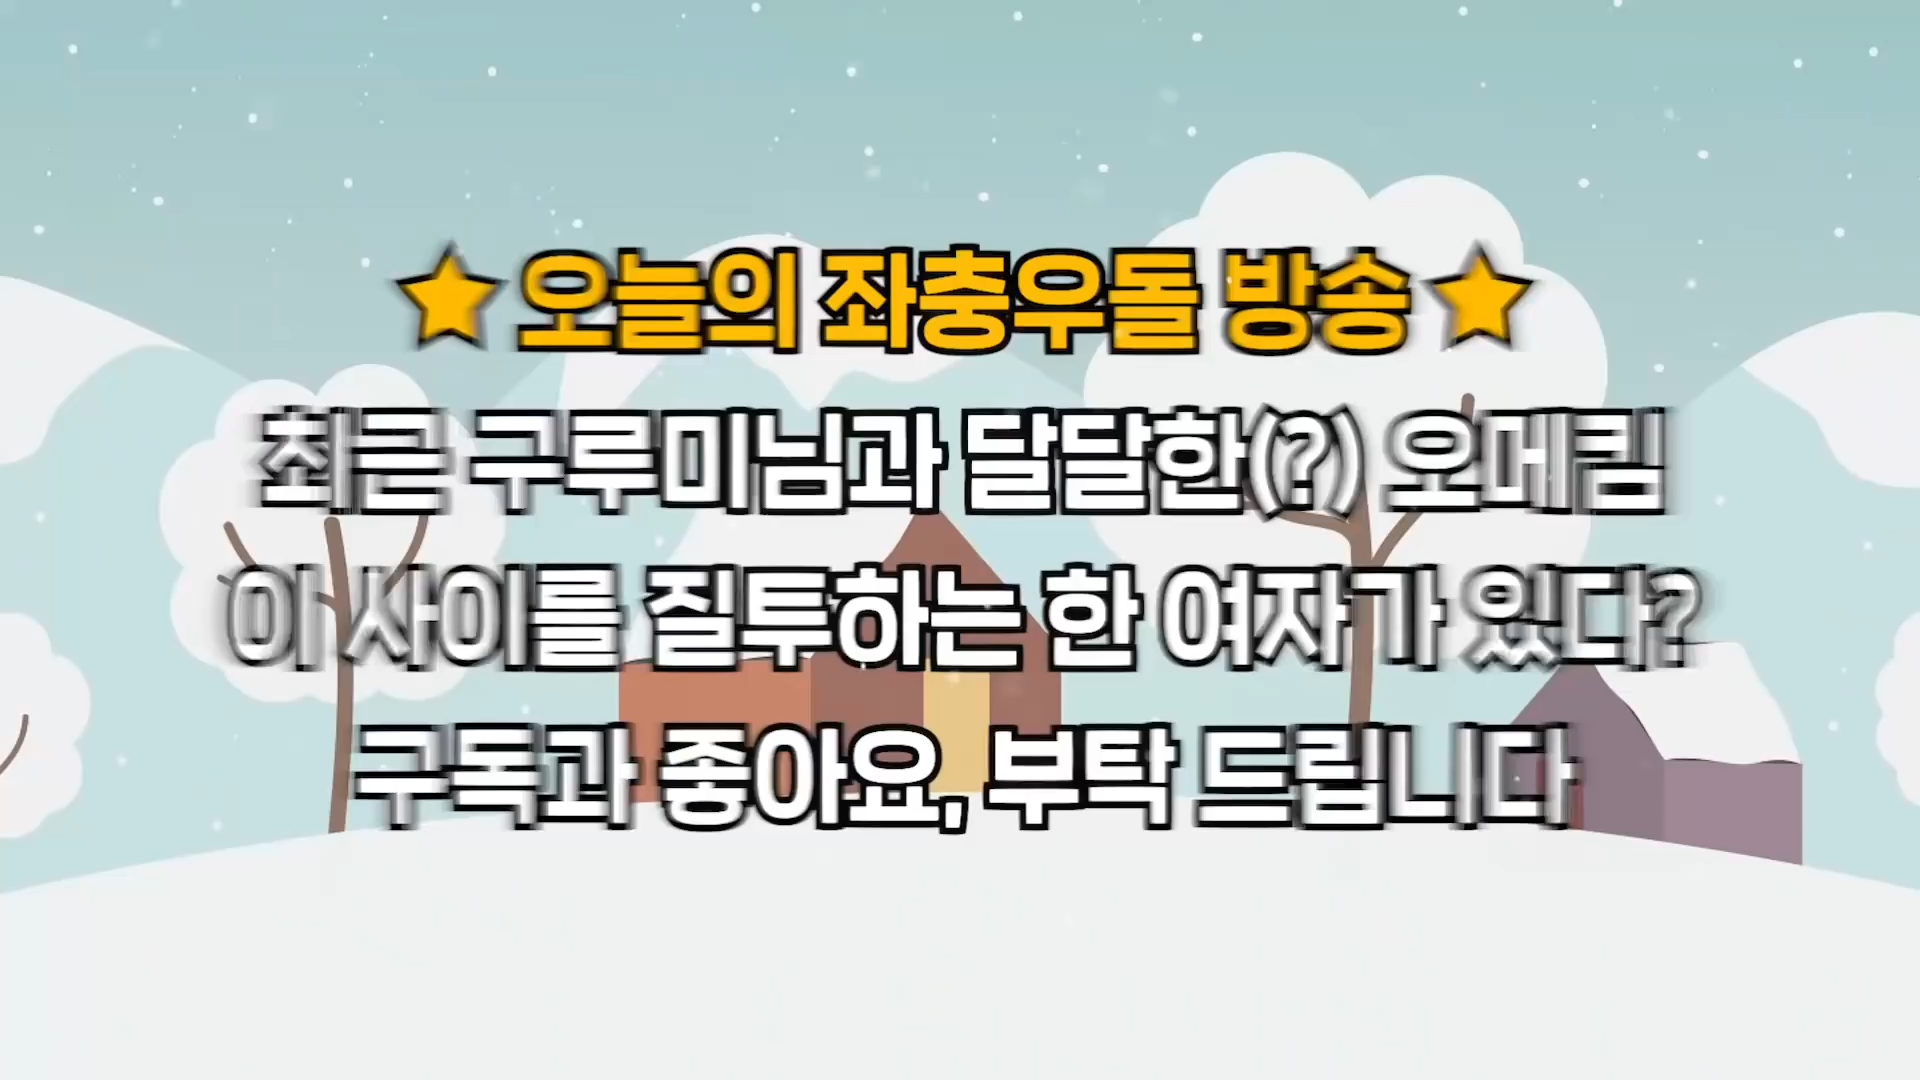 ★ 오늘의 좌충우돌 방송 ★
최근 구루미님과 달달한(?) 오메킴
이 사이를 질투하는 한 여자가 있다?
구독과 좋아요, 부탁 드립니다